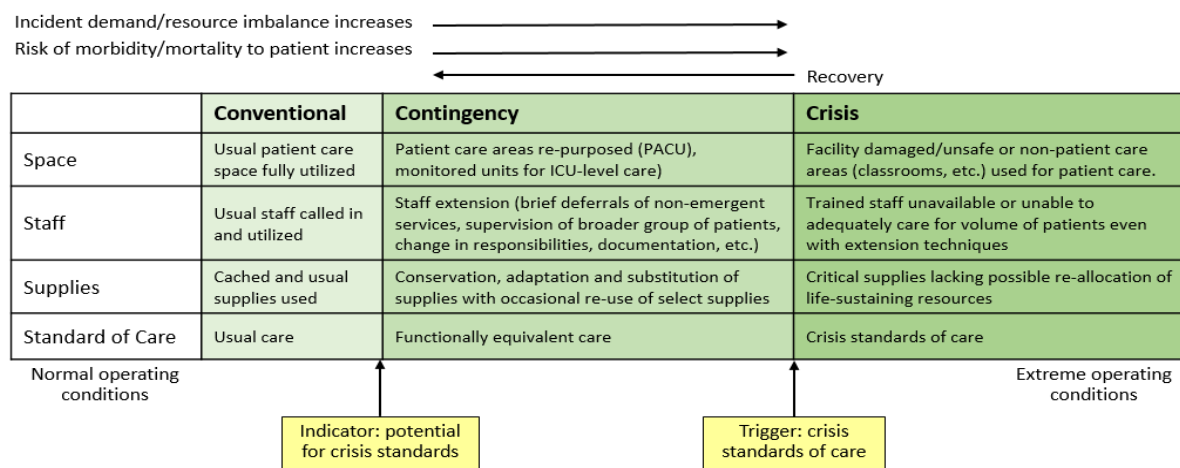 Incident demand/resource imbalance increases
Risk of morbidity/mortality to patient increases
Recovery
Conventional
Contingency
Crisis
Space
Usual patient care
space fully utilized
Patient care areas re-purposed (PACU),
monitored units for ICU-level care)
Facility damaged/unsafe or non-patient care
areas (classrooms, etc.) used for patient care.
Staff
Usual staff called in
and utilized
Staff extension (brief deferrals of non-emergent
services, supervision of broader group of patients,
change in responsibilities, documentation, etc.)
Trained staff unavailable or unable to
adequately care for volume of patients even
with extension techniques
Supplies
Cached and usual
supplies used
Conservation, adaptation and substitution of
supplies with occasional re-use of select supplies
Critical supplies lacking possible re-allocation of
life-sustaining resources
Standard of Care
Usual care
Functionally equivalent care
Crisis standards of care
Normal operating
conditions
Extreme operating
conditions
Indicator: potential
for crisis standards
Trigger: crisis
standards of care